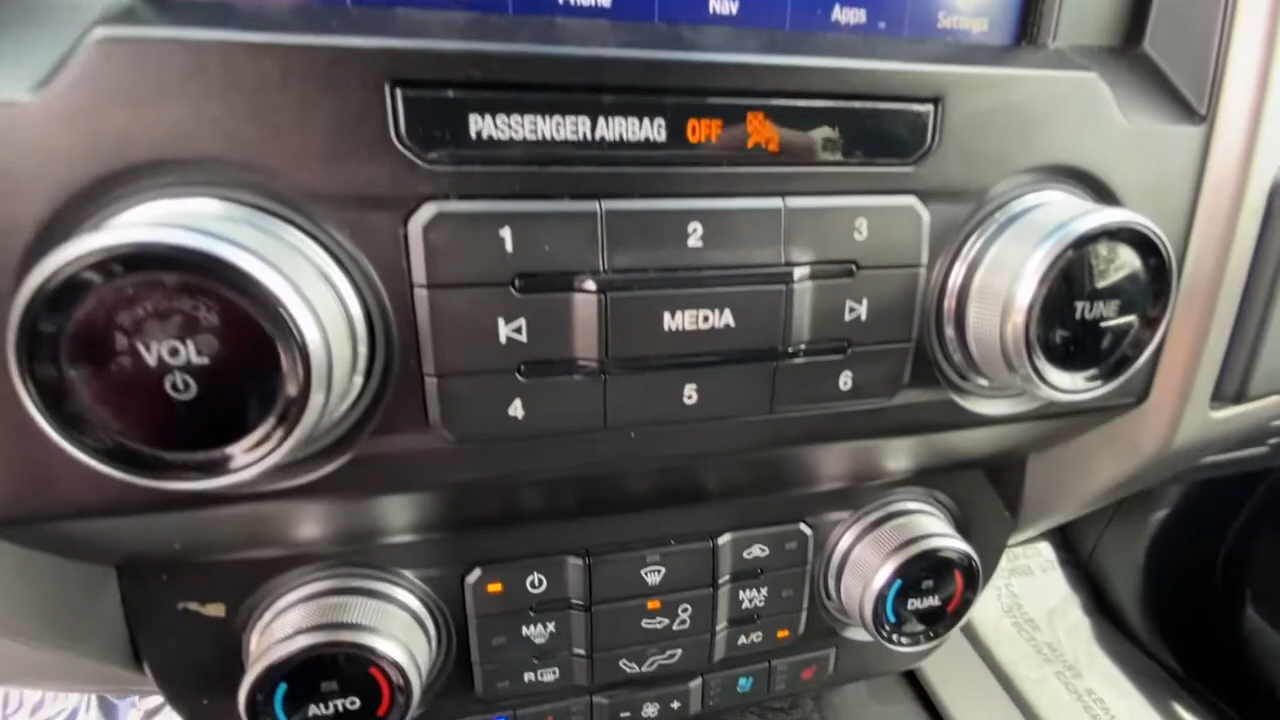 Phone Nav Apps Settings
PASSENGER AIRBAG OFF
1 2 3
VOL
MEDIA
TUNE
4 5 6
MAX A/C
MAX
DUAL
A/C
R
AUTO
- +